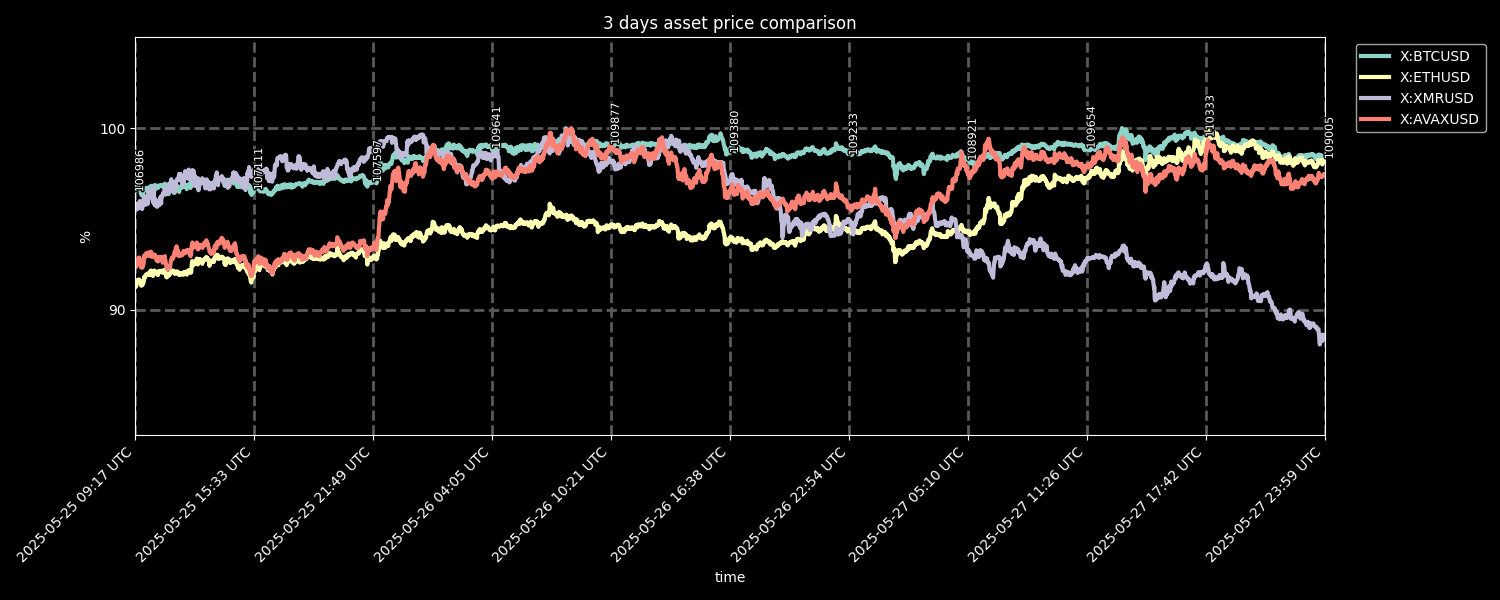 3 days asset price comparison
X:BTCUSD
X:ETHUSD
X:XMRUSD
X:AVAXUSD
100
90
%
106986
107111
107597
109641
109877
109380
109233
108921
109654
110333
109005
2025-05-25 09:17 UTC
2025-05-25 15:33 UTC
2025-05-25 21:49 UTC
2025-05-26 04:05 UTC
2025-05-26 10:21 UTC
2025-05-26 16:38 UTC
2025-05-26 22:54 UTC
2025-05-27 05:10 UTC
2025-05-27 11:26 UTC
2025-05-27 17:42 UTC
2025-05-27 23:59 UTC
time